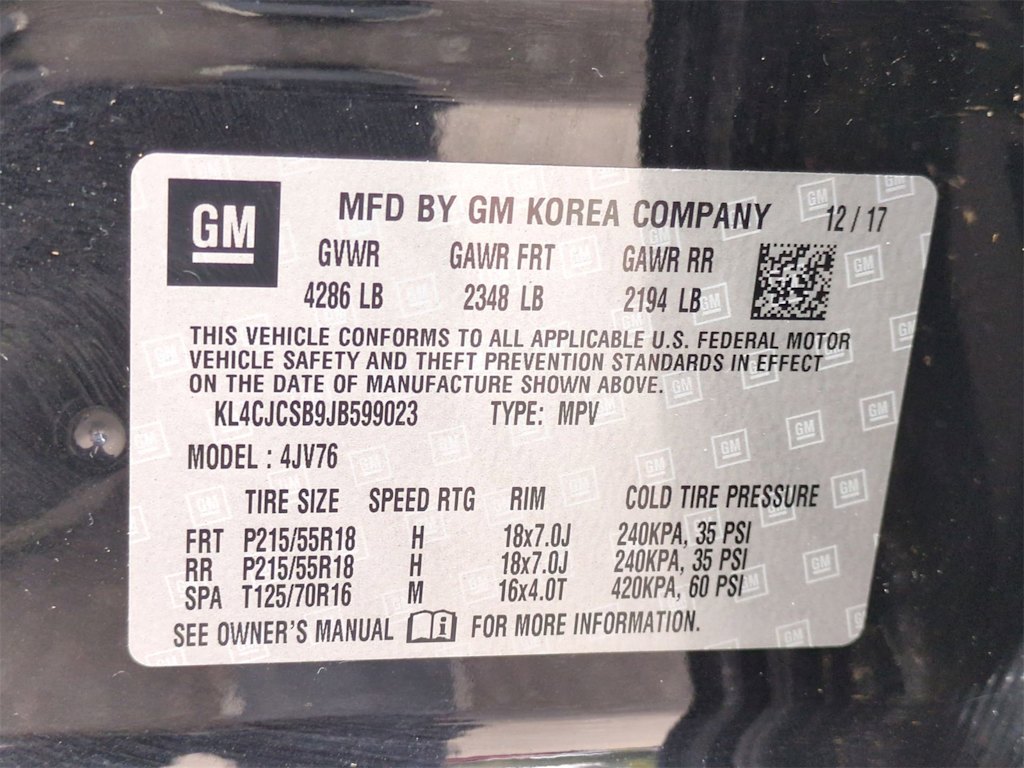 GM
MFD BY GM KOREA COMPANY 12 / 17
GVWR GAWR FRT GAWR RR
4286 LB 2348 LB 2194 LB
THIS VEHICLE CONFORMS TO ALL APPLICABLE U.S. FEDERAL MOTOR
VEHICLE SAFETY AND THEFT PREVENTION STANDARDS IN EFFECT
ON THE DATE OF MANUFACTURE SHOWN ABOVE.
KL4CJCSB9JB599023 TYPE: MPV
MODEL : 4JV76
TIRE SIZE SPEED RTG RIM COLD TIRE PRESSURE
FRT P215/55R18 H 18x7.0J 240KPA, 35 PSI
RR P215/55R18 H 18x7.0J 240KPA, 35 PSI
SPA T125/70R16 M 16x4.0T 420KPA, 60 PSI
SEE OWNER'S MANUAL i FOR MORE INFORMATION.